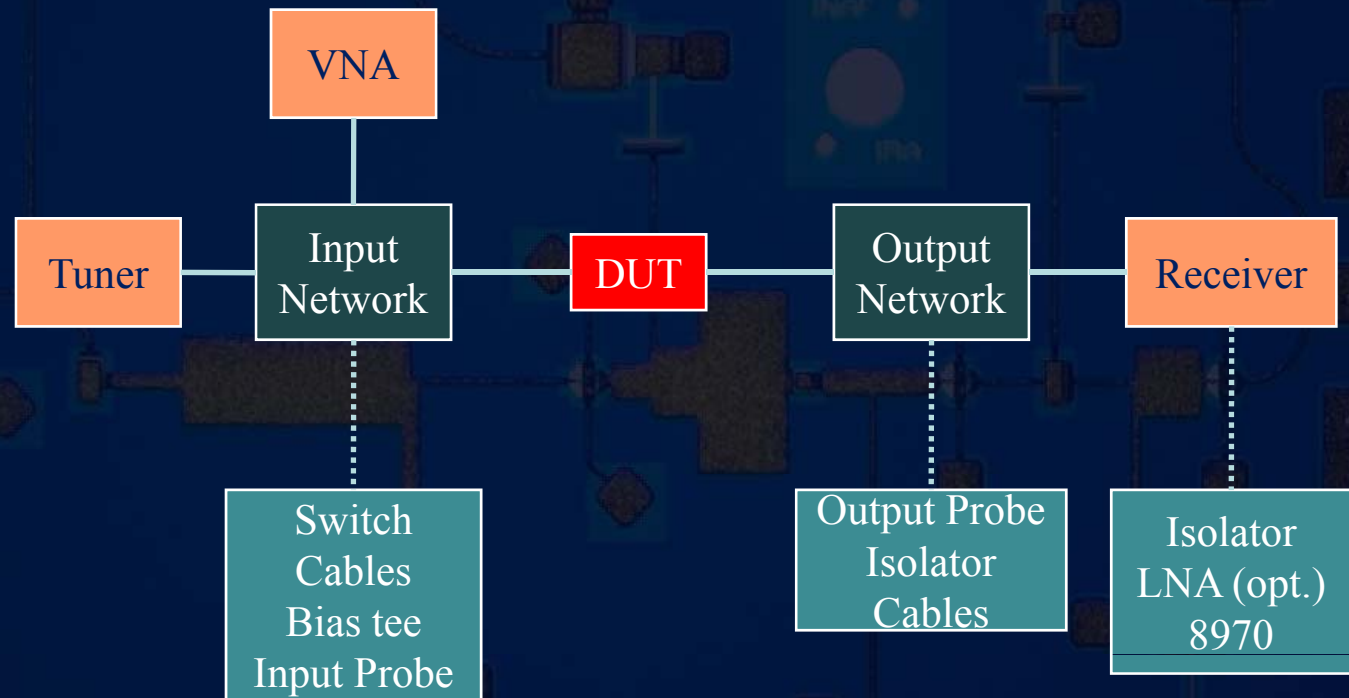 VNA
Tuner
Input
Network
DUT
Output
Network
Receiver
Switch
Cables
Bias tee
Input Probe
Output Probe
Isolator
Cables
Isolator
LNA (opt.)
8970